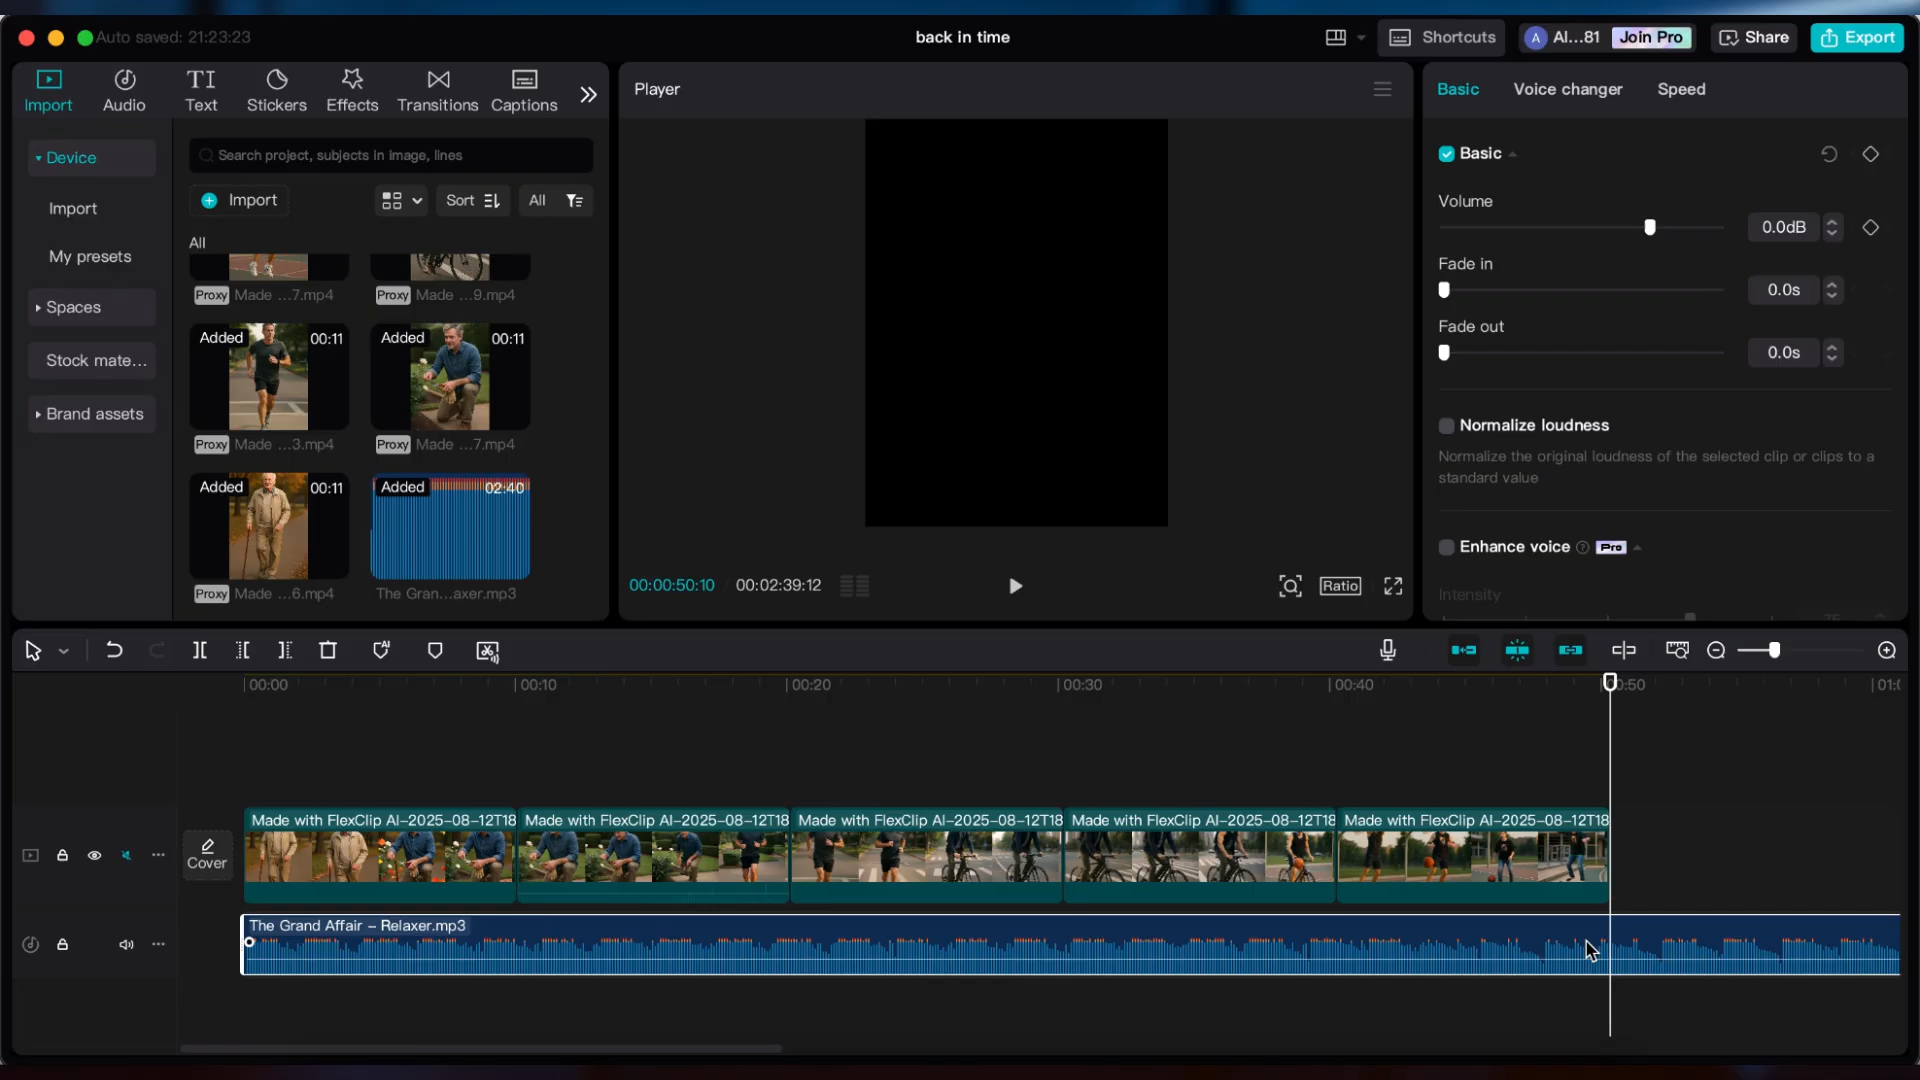 Auto saved: 21:23:23
back in time
Shortcuts
A
Al...81
Join Pro
Share
Export
Import
Audio
TI
Text
Stickers
Effects
Transitions
Captions
Device
Import
My presets
Spaces
Stock mate...
Brand assets
Search project, subjects in image, lines
Import
Sort
All
All
Proxy Made ...7.mp4
Proxy Made ...9.mp4
Added 00:11
Added 00:11
Proxy Made ...3.mp4
Proxy Made ...7.mp4
Added 00:11
Added 02:40
Proxy Made ...6.mp4
The Gran...axer.mp3
Player
00:00:50:10
00:02:39:12
Ratio
Basic
Voice changer
Speed
Basic
Volume
0.0dB
Fade in
0.0s
Fade out
0.0s
Normalize loudness
Normalize the original loudness of the selected clip or clips to a
standard value
Enhance voice
Pro
Intensity
AI
00:00
00:10
00:20
00:30
00:40
Cover
Made with FlexClip AI-2025-08-12T18
Made with FlexClip AI-2025-08-12T18
Made with FlexClip AI-2025-08-12T18
Made with FlexClip AI-2025-08-12T18
Made with FlexClip AI-2025-08-12T18
The Grand Affair – Relaxer.mp3